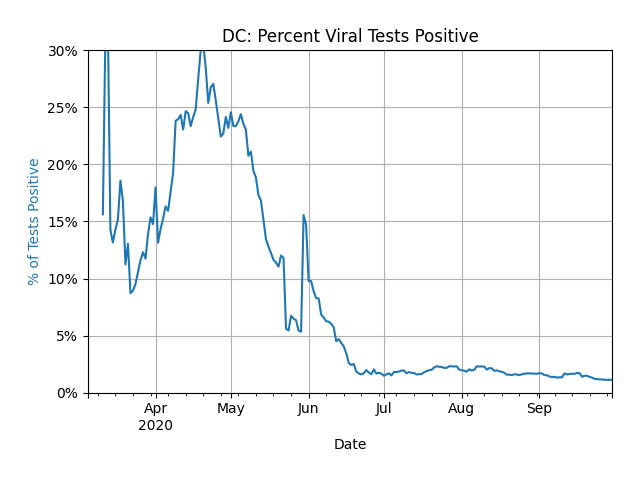 DC: Percent Viral Tests Positive
30%
25%
20%
15%
10%
5%
0%
% of Tests Positive
Apr
2020
May
Jun
Jul
Aug
Sep
Date